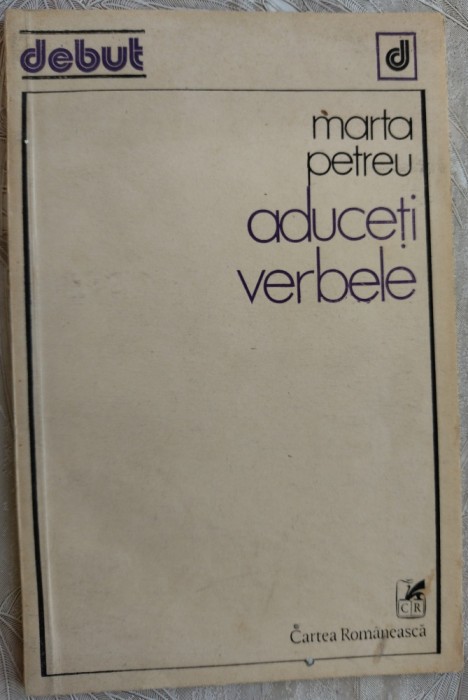 debut
d
marta
petreu
aduceți
verbele
CR
Cartea Românească